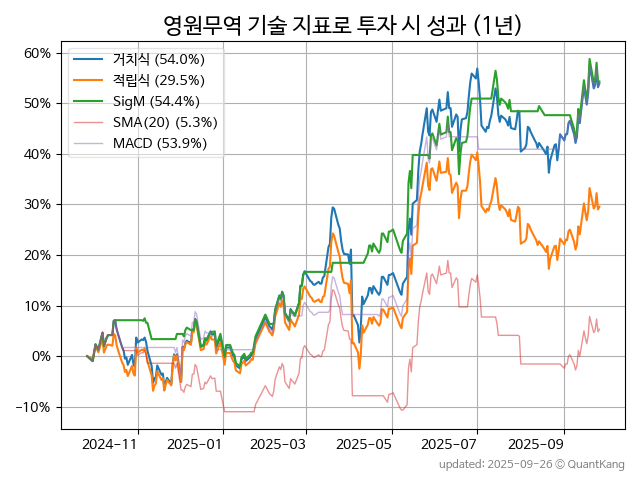 영원무역 기술 지표로 투자 시 성과 (1년)
60%
50%
40%
30%
20%
10%
0%
−10%
거치식 (54.0%)
적립식 (29.5%)
SigM (54.4%)
SMA(20) (5.3%)
MACD (53.9%)
2024-11
2025-01
2025-03
2025-05
2025-07
2025-09
updated: 2025-09-26 © QuantKang